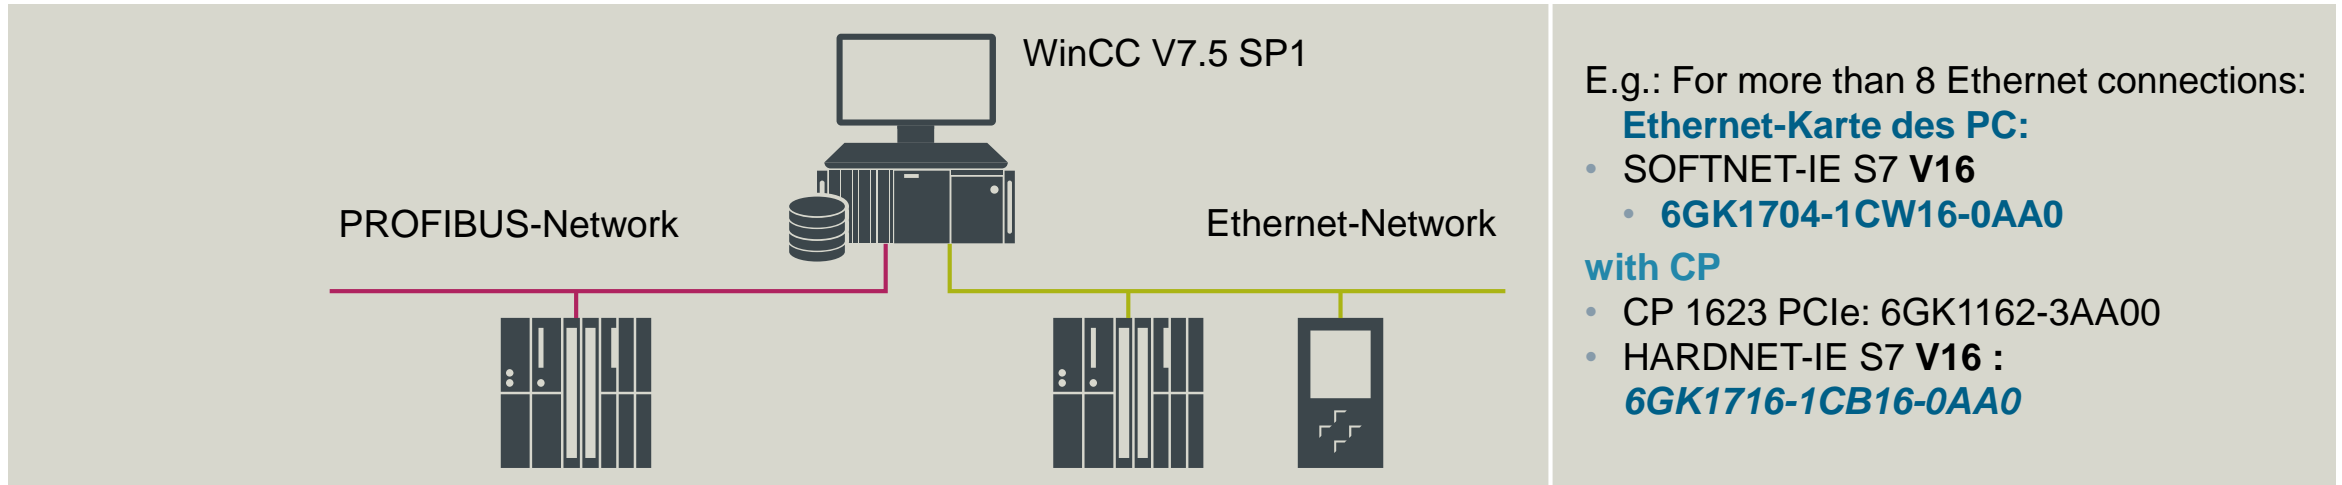 WinCC V7.5 SP1
PROFIBUS-Network
Ethernet-Network
E.g.: For more than 8 Ethernet connections:
Ethernet-Karte des PC:
• SOFTNET-IE S7 V16
• 6GK1704-1CW16-0AA0
with CP
• CP 1623 PCIe: 6GK1162-3AA00
• HARDNET-IE S7 V16 :
6GK1716-1CB16-0AA0